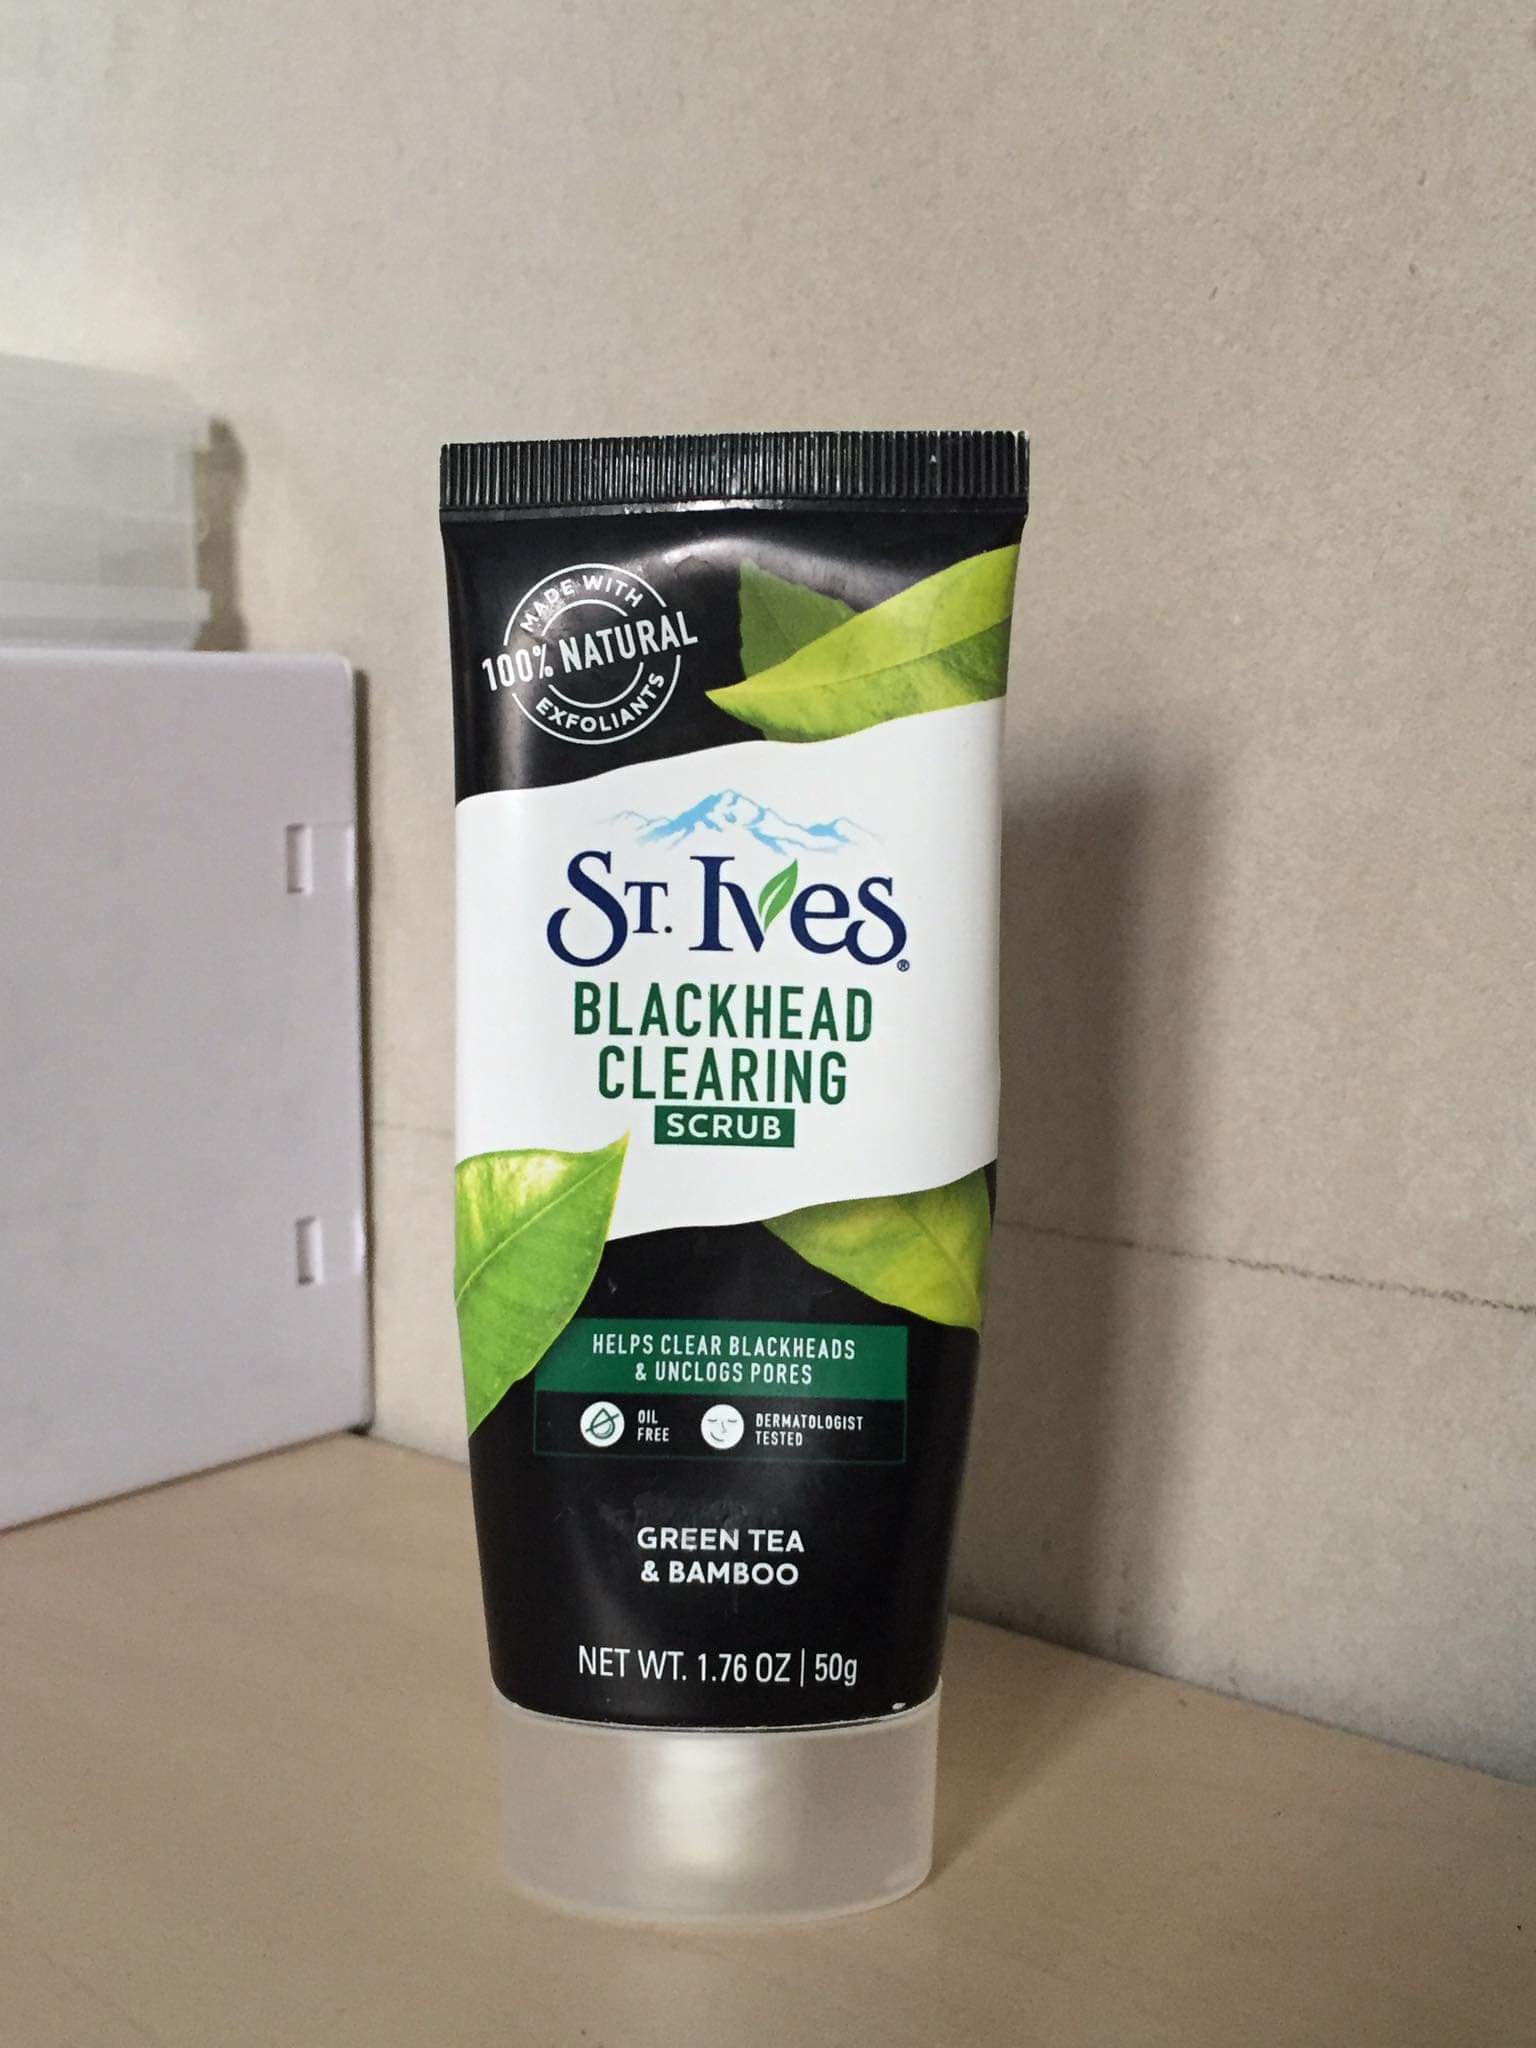 MADE WITH
100% NATURAL
EXFOLIANTS
ST. IVES®
BLACKHEAD
CLEARING
SCRUB
HELPS CLEAR BLACKHEADS
& UNCLOGS PORES
OIL
FREE
DERMATOLOGIST
TESTED
GREEN TEA
& BAMBOO
NET WT. 1.76 OZ | 50g